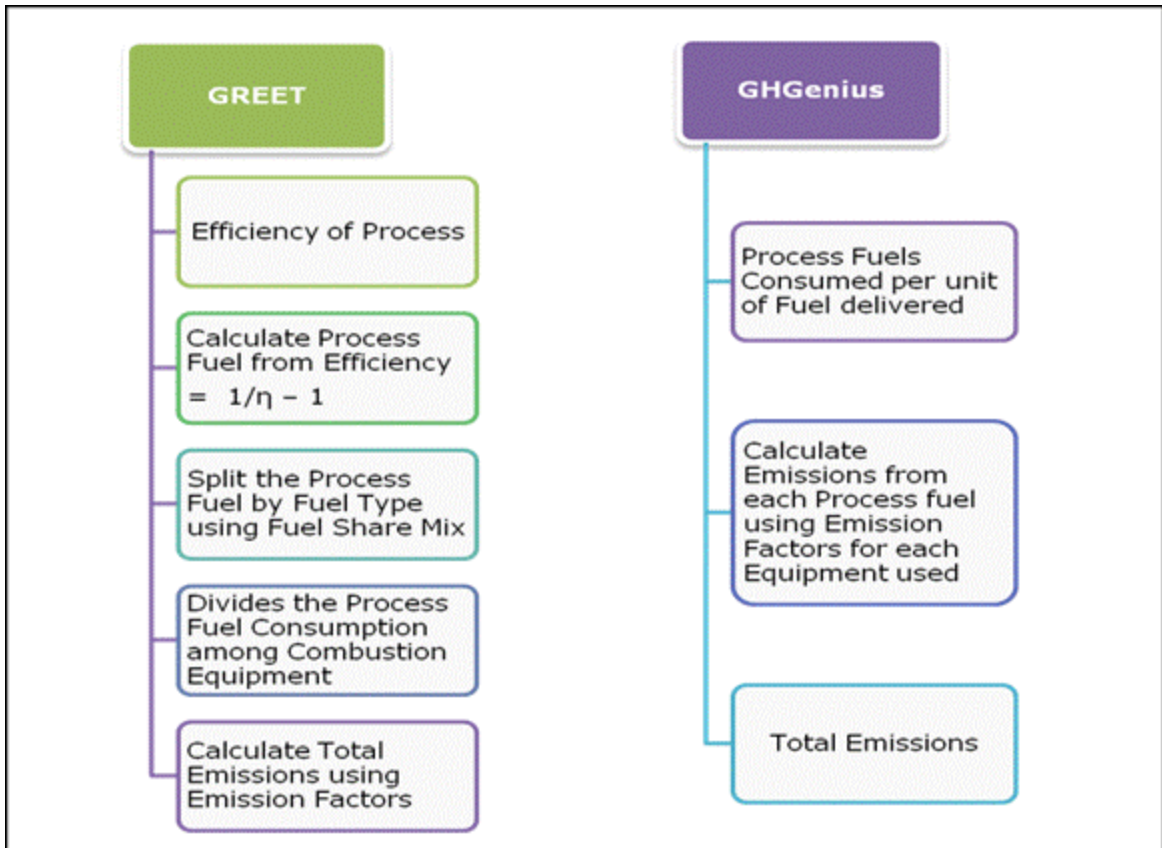 GREET
Efficiency of Process
Calculate Process
Fuel from Efficiency
= 1/η – 1
Split the Process
Fuel by Fuel Type
using Fuel Share Mix
Divides the Process
Fuel Consumption
among Combustion
Equipment
Calculate Total
Emissions using
Emission Factors
GHGenius
Process Fuels
Consumed per unit
of Fuel delivered
Calculate
Emissions from
each Process fuel
using Emission
Factors for each
Equipment used
Total Emissions